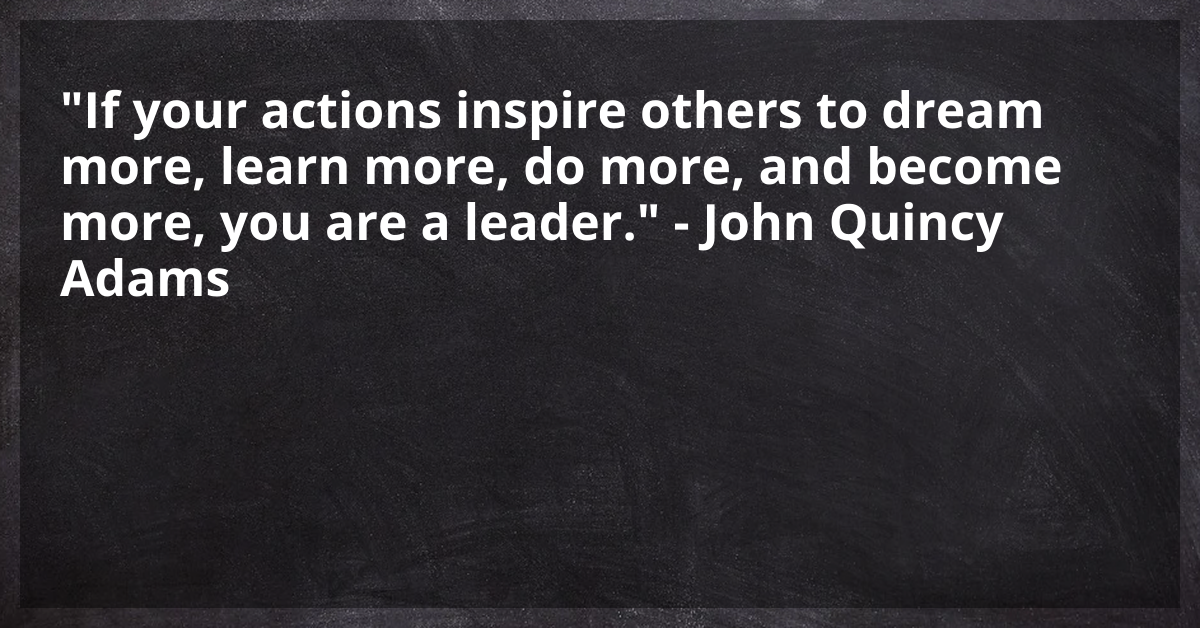 "If your actions inspire others to dream
more, learn more, do more, and become
more, you are a leader." - John Quincy
Adams